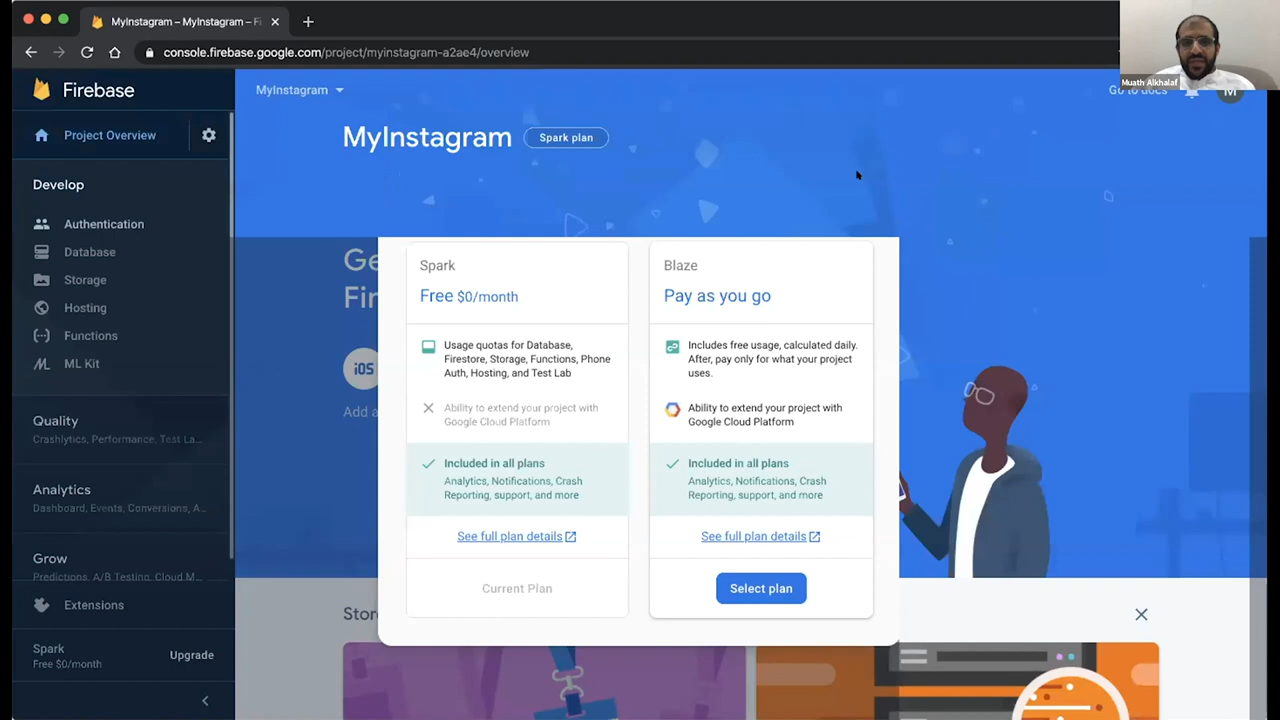 MyInstagram – MyInstagram – Fi
console.firebase.google.com/project/myinstagram-a2ae4/overview
Muath Alkhalaf
Firebase
MyInstagram
Go to docs
M
Project Overview
MyInstagram
Spark plan
Develop
Authentication
Database
Storage
Hosting
Functions
ML Kit
Quality
Crashlytics, Performance, Test La...
Analytics
Dashboard, Events, Conversions, A...
Grow
Predictions, A/B Testing, Cloud M...
Extensions
Spark
Free $0/month
Upgrade
Ge
Fi
iOS
Add a
Spark
Free $0/month
Usage quotas for Database,
Firestore, Storage, Functions, Phone
Auth, Hosting, and Test Lab
Ability to extend your project with
Google Cloud Platform
Included in all plans
Analytics, Notifications, Crash
Reporting, support, and more
See full plan details
Current Plan
Blaze
Pay as you go
Includes free usage, calculated daily.
After, pay only for what your project
uses.
Ability to extend your project with
Google Cloud Platform
Included in all plans
Analytics, Notifications, Crash
Reporting, support, and more
See full plan details
Select plan
Stor